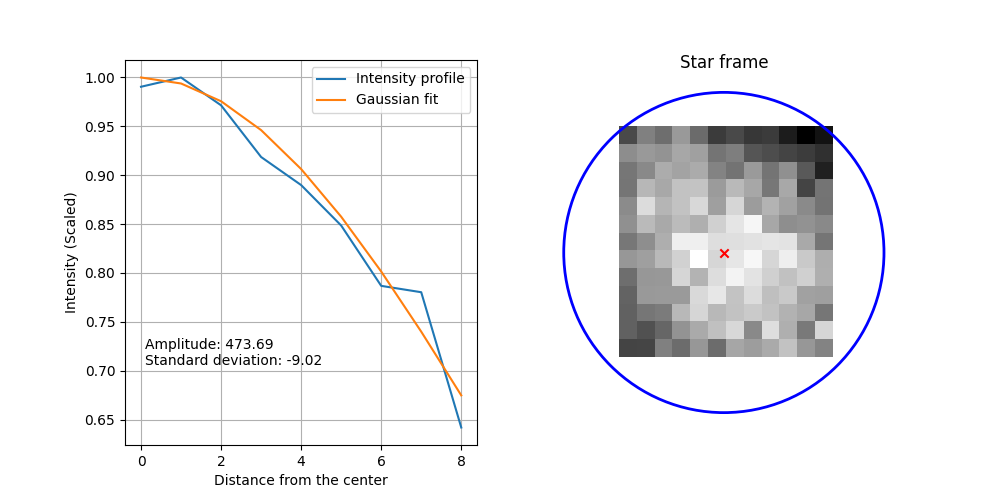 Star frame
Intensity profile
Gaussian fit
1.00
0.95
0.90
0.85
0.80
0.75
0.70
0.65
Intensity (Scaled)
Amplitude: 473.69
Standard deviation: -9.02
0 2 4 6 8
Distance from the center